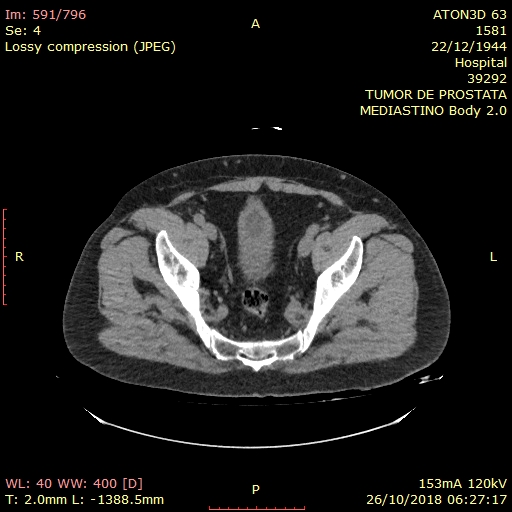 Im: 591/796
Se: 4
Lossy compression (JPEG)
A
ATON3D 63
1581
22/12/1944
Hospital
39292
TUMOR DE PROSTATA
MEDIASTINO Body 2.0
R
L
WL: 40 WW: 400 [D]
T: 2.0mm L: -1388.5mm
P
153mA 120kV
26/10/2018 06:27:17